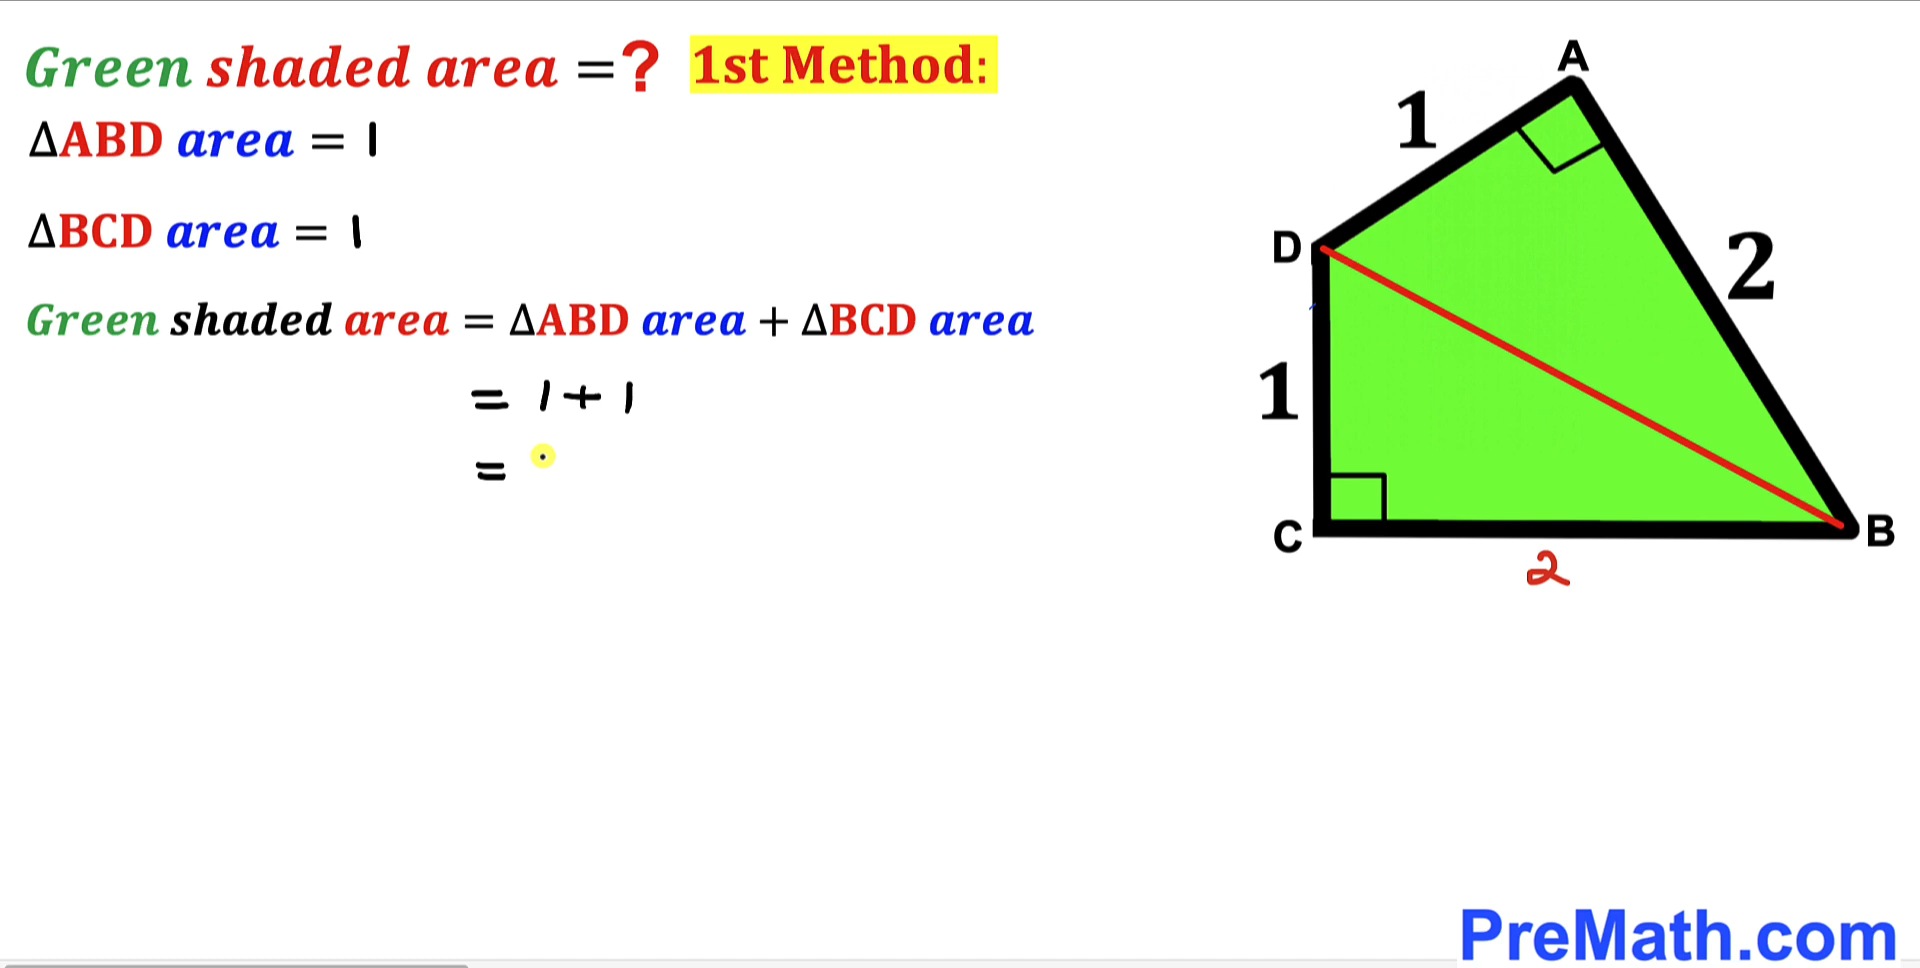 Green shaded area =? 1st Method:
ΔABD area = 1
ΔBCD area = 1
Green shaded area = ΔABD area + ΔBCD area
= 1 + 1
=
A
1
D
2
1
C
B
2
PreMath.com